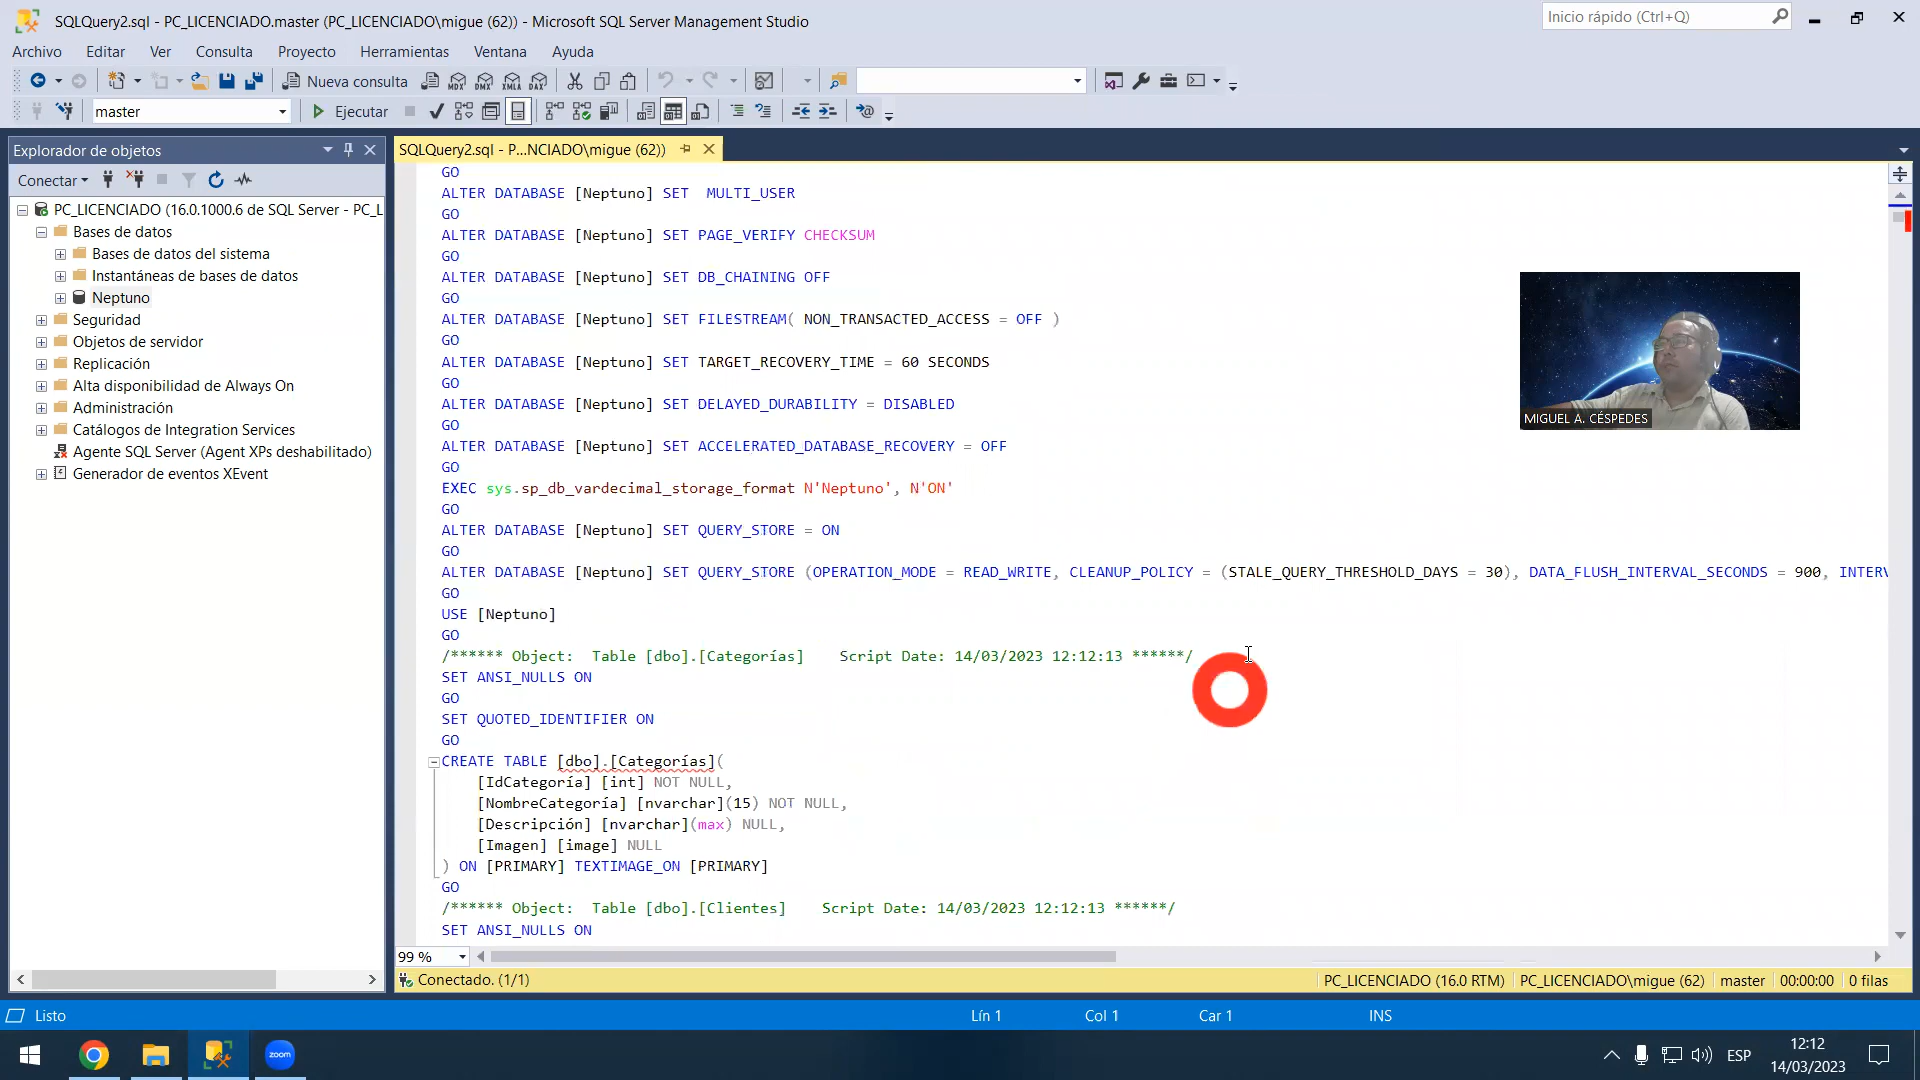 SQLQuery2.sql - PC_LICENCIADO.master (PC_LICENCIADO\migue (62)) - Microsoft SQL Server Management Studio
Inicio rápido (Ctrl+Q)
Archivo Editar Ver Consulta Proyecto Herramientas Ventana Ayuda
Nueva consulta MDX DMX XMLA DAX
master Ejecutar
Explorador de objetos
SQLQuery2.sql - P...NCIADO\migue (62))
Conectar
PC_LICENCIADO (16.0.1000.6 de SQL Server - PC_L
Bases de datos
Bases de datos del sistema
Instantáneas de bases de datos
Neptuno
Seguridad
Objetos de servidor
Replicación
Alta disponibilidad de Always On
Administración
Catálogos de Integration Services
Agente SQL Server (Agent XPs deshabilitado)
Generador de eventos XEvent
GO
ALTER DATABASE [Neptuno] SET  MULTI_USER
GO
ALTER DATABASE [Neptuno] SET PAGE_VERIFY CHECKSUM
GO
ALTER DATABASE [Neptuno] SET DB_CHAINING OFF
GO
ALTER DATABASE [Neptuno] SET FILESTREAM( NON_TRANSACTED_ACCESS = OFF )
GO
ALTER DATABASE [Neptuno] SET TARGET_RECOVERY_TIME = 60 SECONDS
GO
ALTER DATABASE [Neptuno] SET DELAYED_DURABILITY = DISABLED
GO
ALTER DATABASE [Neptuno] SET ACCELERATED_DATABASE_RECOVERY = OFF
GO
EXEC sys.sp_db_vardecimal_storage_format N'Neptuno', N'ON'
GO
ALTER DATABASE [Neptuno] SET QUERY_STORE = ON
GO
ALTER DATABASE [Neptuno] SET QUERY_STORE (OPERATION_MODE = READ_WRITE, CLEANUP_POLICY = (STALE_QUERY_THRESHOLD_DAYS = 30), DATA_FLUSH_INTERVAL_SECONDS = 900, INTERV
GO
USE [Neptuno]
GO
/****** Object:  Table [dbo].[Categorías]    Script Date: 14/03/2023 12:12:13 ******/
SET ANSI_NULLS ON
GO
SET QUOTED_IDENTIFIER ON
GO
CREATE TABLE [dbo].[Categorías](
[IdCategoría] [int] NOT NULL,
[NombreCategoría] [nvarchar](15) NOT NULL,
[Descripción] [nvarchar](max) NULL,
[Imagen] [image] NULL
) ON [PRIMARY] TEXTIMAGE_ON [PRIMARY]
GO
/****** Object:  Table [dbo].[Clientes]    Script Date: 14/03/2023 12:12:13 ******/
SET ANSI_NULLS ON
MIGUEL A. CÉSPEDES
99 %
Conectado. (1/1)
PC_LICENCIADO (16.0 RTM) PC_LICENCIADO\migue (62) master 00:00:00 0 filas
Listo Lín 1 Col 1 Car 1 INS
zoom
ESP
12:12
14/03/2023